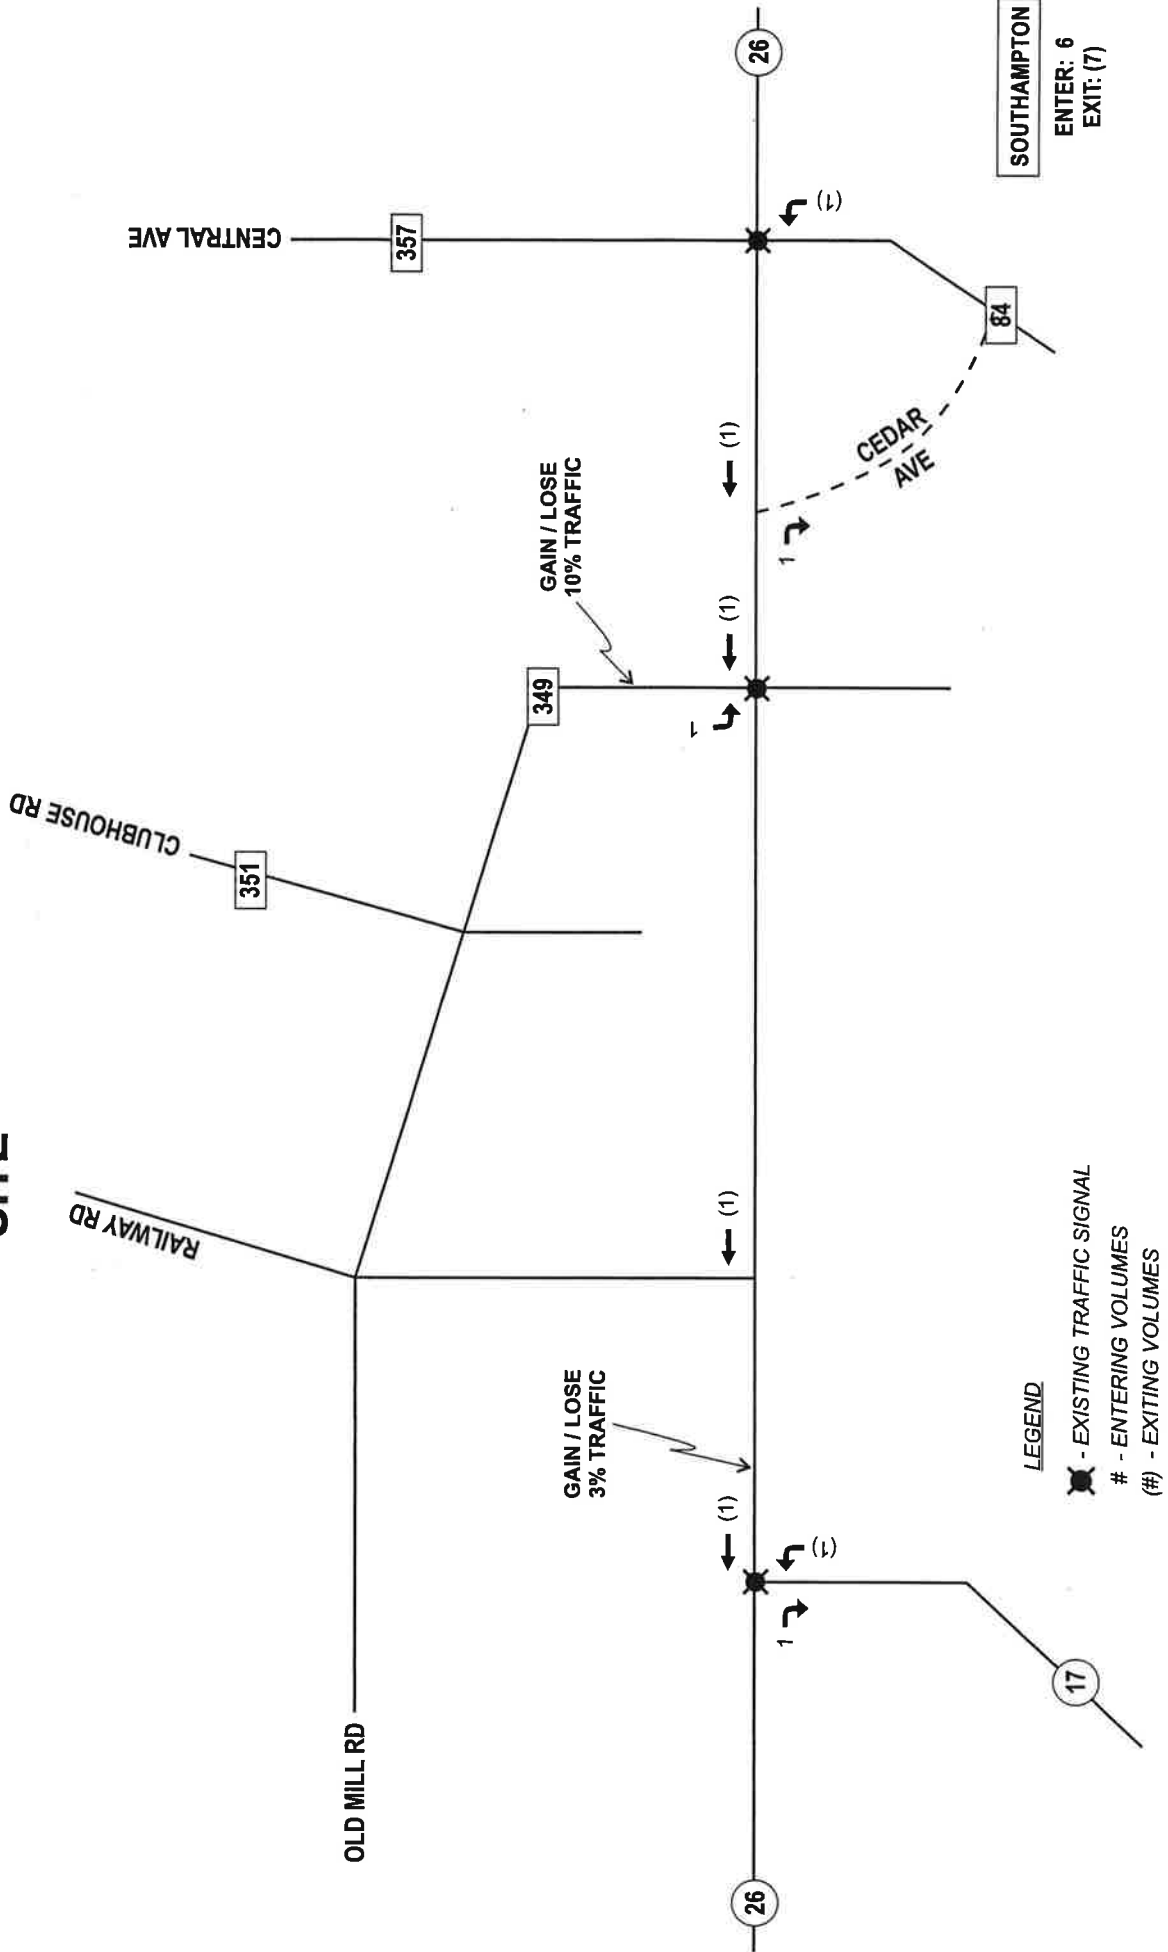 SITE
RAILWAY RD
CLUBHOUSE RD
351
CENTRAL AVE
357
26
OLD MILL RD
349
GAIN / LOSE
10% TRAFFIC
GAIN / LOSE
3% TRAFFIC
(1)
(1)
1
(1)
(1)
1
(1)
1
(1)
(1)
CEDAR
AVE
84
26
17
LEGEND
- EXISTING TRAFFIC SIGNAL
# - ENTERING VOLUMES
(#) - EXITING VOLUMES
SOUTHAMPTON
ENTER: 6
EXIT: (7)